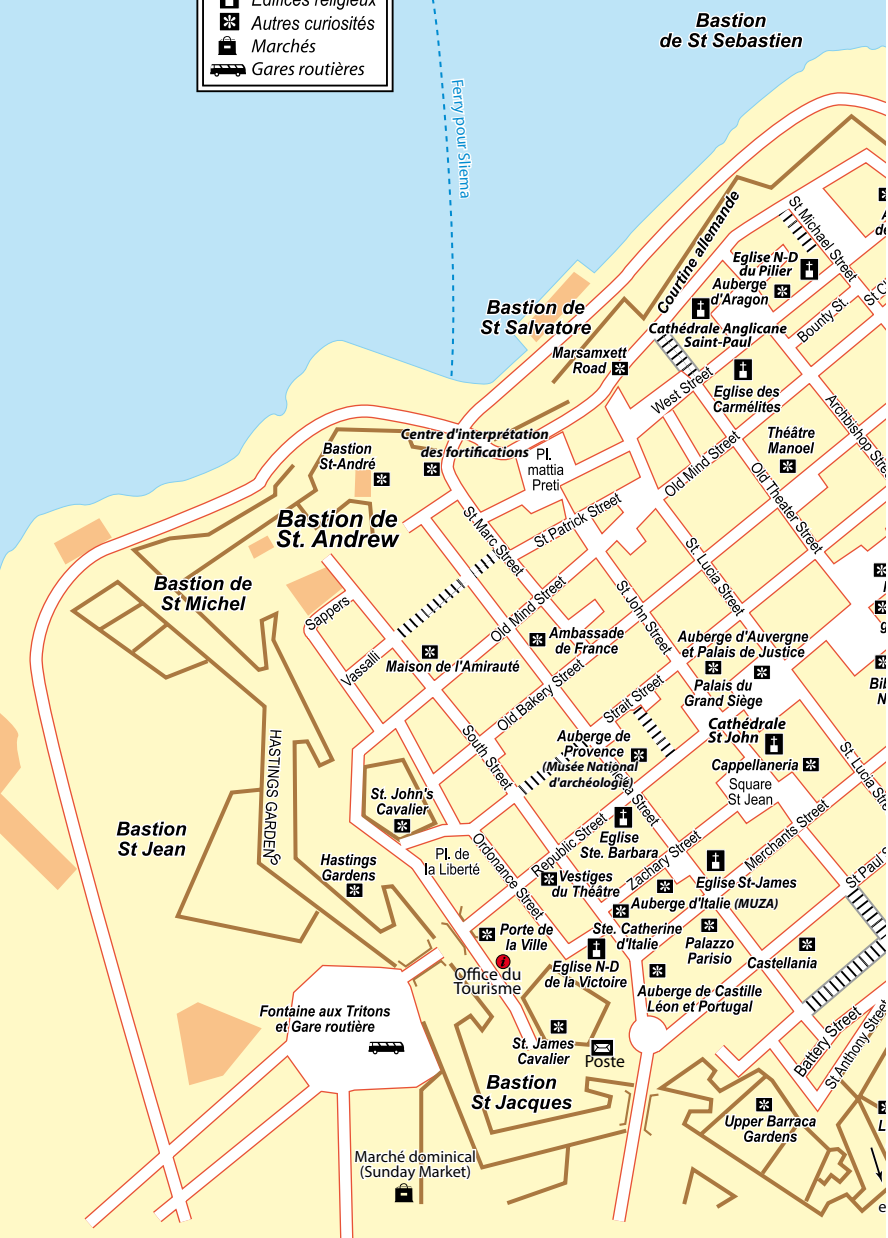 Edifices religieux
Autres curiosités
Marchés
Gares routières
Ferry pour Sliema
Bastion
de St Sebastien
Courtine allemande
St Michael Street
Eglise N-D
du Pilier
Auberge
d'Aragon
Bounty St.
Cathédrale Anglicane
Saint-Paul
Bastion de
St Salvatore
Marsamxett
Road
West Street
Eglise des
Carmélites
Archbishop Street
Théâtre
Manoel
Old Mind Street
Old Theater Street
Centre d'interprétation
des fortifications
Pl.
mattia
Preti
Bastion
St-André
Bastion de
St. Andrew
St. Marc Street
St Patrick Street
St. Lucia Street
Bastion de
St Michel
Sappers
Old Mind Street
St John Street
Ambassade
de France
Auberge d'Auvergne
et Palais de Justice
Vassalli
Maison de l'Amirauté
Palais du
Grand Siège
Old Bakery Street
Strait Street
HASTINGS GARDENS
South Street
Auberge de
Provence
(Musée National
d'archéologie)
Cathédrale
St John
Cappellaneria
Square
St Jean
St. Lucia Stre
St. John's
Cavalier
Bastion
St Jean
Pl. de
la Liberté
Ordonance Street
Republic Street
Eglise
Ste. Barbara
Merchants Street
Zachary Street
Hastings
Gardens
Vestiges
du Théâtre
Eglise St-James
St Paul S
Auberge d'Italie (MUZA)
Porte de
la Ville
Ste. Catherine
d'Italie
Palazzo
Parisio
Castellania
Office du
Tourisme
Eglise N-D
de la Victoire
Auberge de Castille
Léon et Portugal
Fontaine aux Tritons
et Gare routière
St. James
Cavalier
Poste
Battery Street
St Anthony Street
Bastion
St Jacques
Upper Barraca
Gardens
Marché dominical
(Sunday Market)